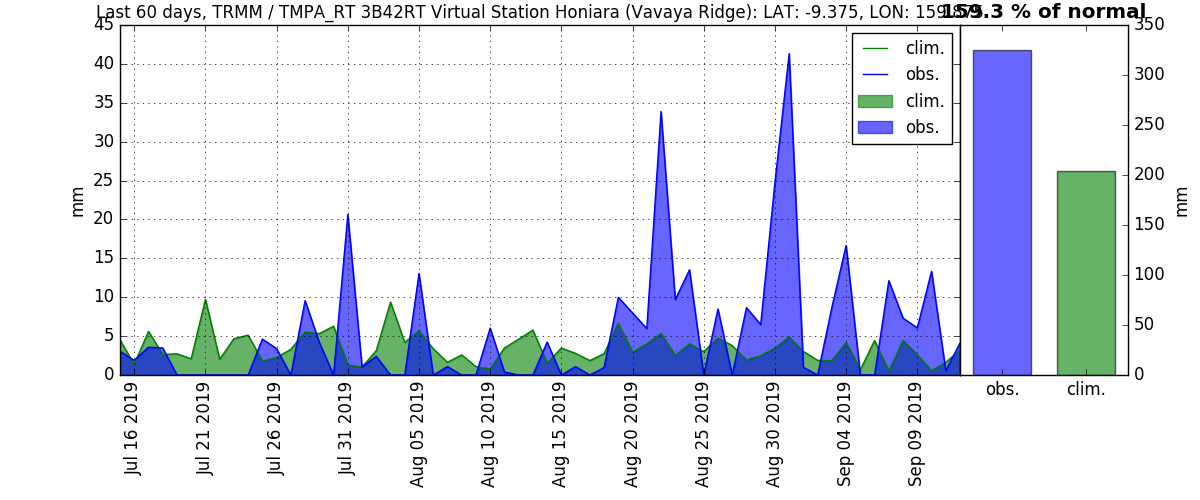 Last 60 days, TRMM / TMPA_RT 3B42RT Virtual Station Honiara (Vavaya Ridge): LAT: -9.375, LON: 159.875
159.3 % of normal
45
40
35
30
25
20
15
10
5
0
mm
clim.
obs.
clim.
obs.
350
300
250
200
150
100
50
0
mm
obs.
clim.
Jul 16 2019
Jul 21 2019
Jul 26 2019
Jul 31 2019
Aug 05 2019
Aug 10 2019
Aug 15 2019
Aug 20 2019
Aug 25 2019
Aug 30 2019
Sep 04 2019
Sep 09 2019